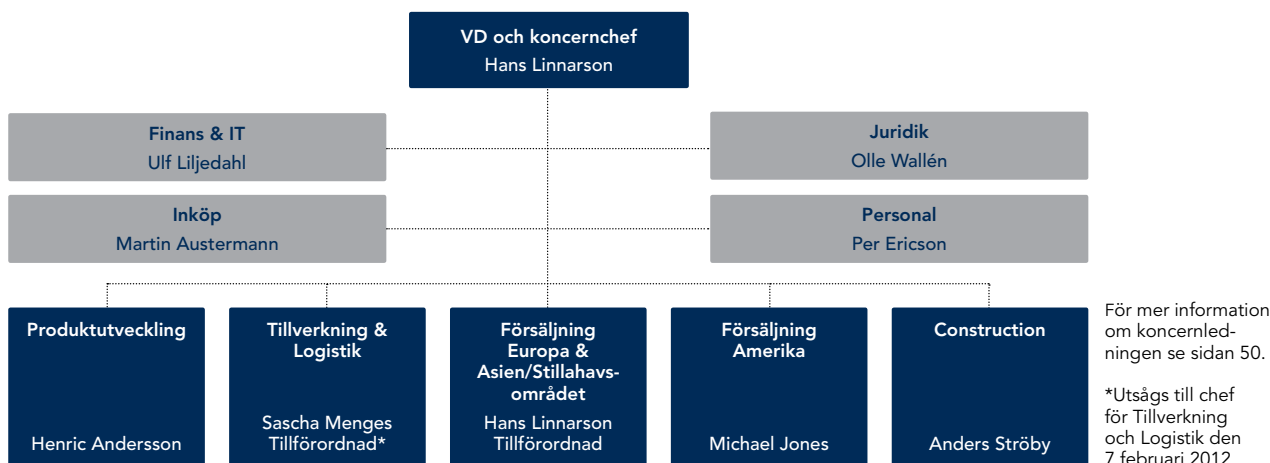 VD och koncernchef
Hans Linnarson
Finans & IT
Ulf Liljedahl
Juridik
Olle Wallén
Inköp
Martin Austermann
Personal
Per Ericson
Produktutveckling
Henric Andersson
Tillverkning &
Logistik
Sascha Menges
Tillförordnad*
Försäljning
Europa &
Asien/Stillahavs-
området
Hans Linnarson
Tillförordnad
Försäljning
Amerika
Michael Jones
Construction
Anders Ströby
För mer information
om koncernled-
ningen se sidan 50.
*Utsågs till chef
för Tillverkning
och Logistik den
7 februari 2012